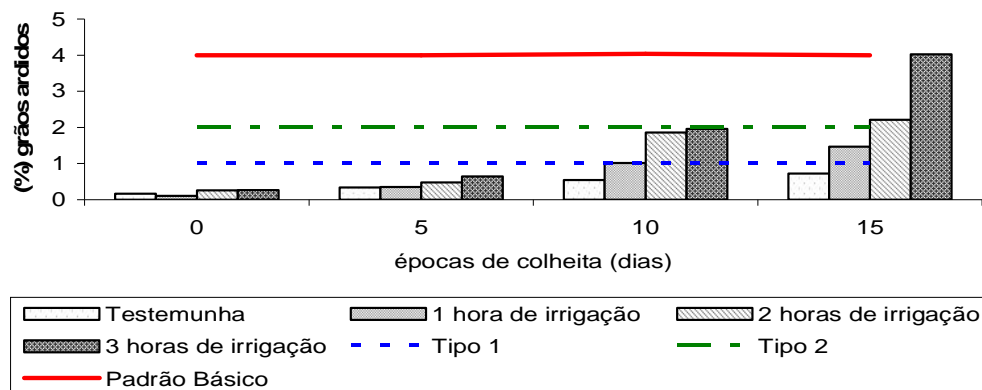 5
4
3
2
1
0
(%) grãos ardidos
0 5 10 15
épocas de colheita (dias)
Testemunha 1 hora de irrigação 2 horas de irrigação
3 horas de irrigação Tipo 1 Tipo 2
Padrão Básico